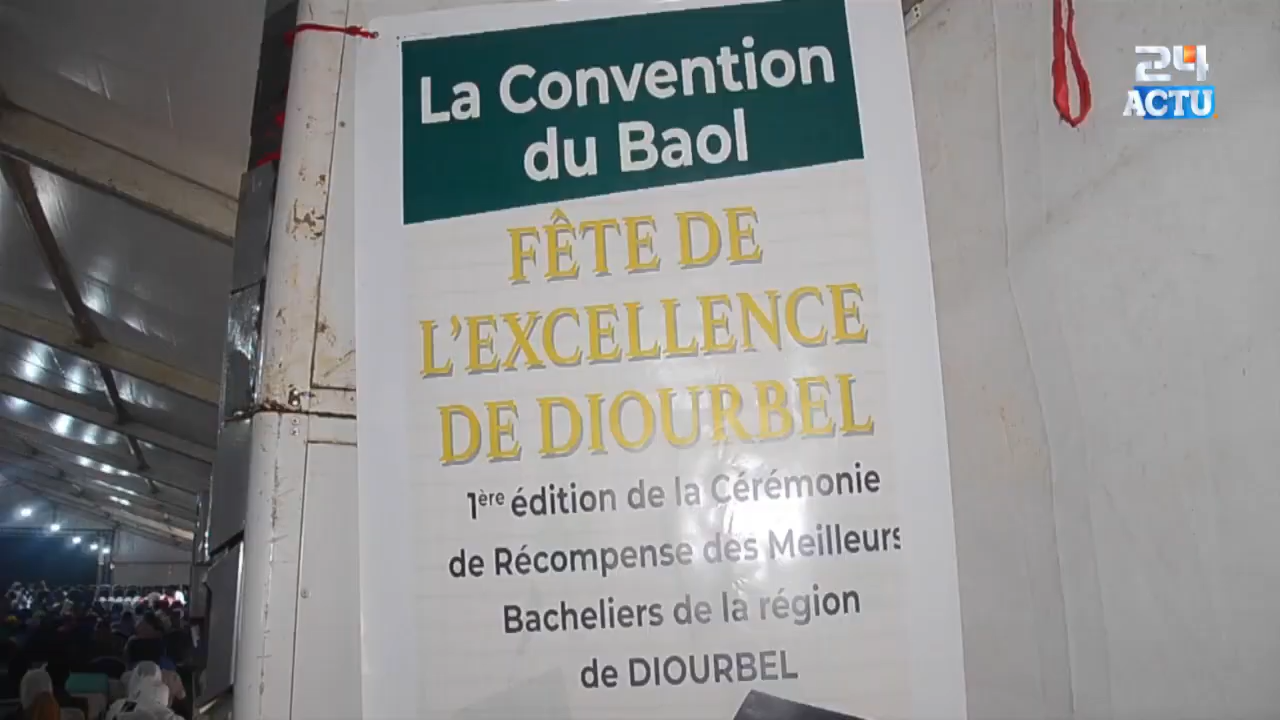 La Convention
du Baol
FÊTE DE
L'EXCELLENCE
DE DIOURBEL
1ère édition de la Cérémonie
de Récompense des Meilleurs
Bacheliers de la région
de DIOURBEL
24
ACTU